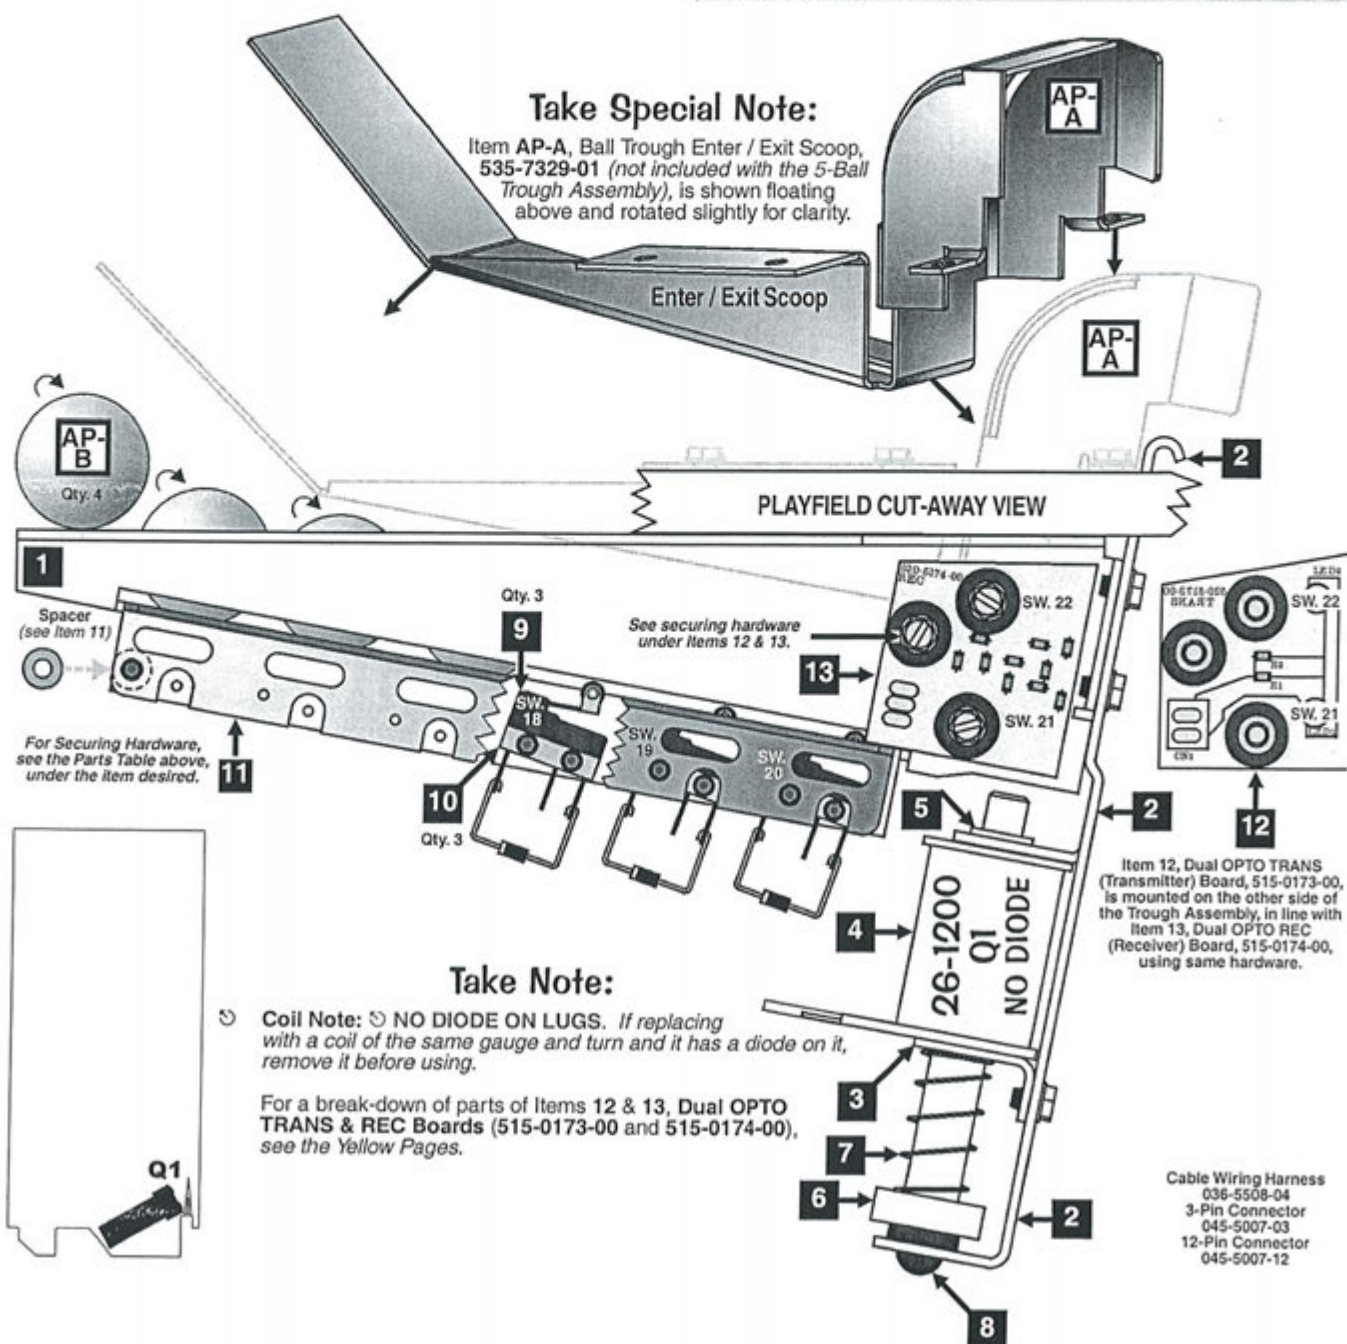 Take Special Note:
Item AP-A, Ball Trough Enter / Exit Scoop,
535-7329-01 (not included with the 5-Ball
Trough Assembly), is shown floating
above and rotated slightly for clarity.
AP-
A
Enter / Exit Scoop
AP-
A
AP-
B
Qty. 4
2
PLAYFIELD CUT-AWAY VIEW
1
Spacer
(see Item 11)
Qty. 3
9
See securing hardware
under Items 12 & 13.
13
520-5174-00
REC
SW. 22
SW. 21
SW. 22
SW. 21
CN1
12
SW.
18
SW.
19
SW.
20
For Securing Hardware,
see the Parts Table above,
under the item desired.
11
10
Qty. 3
5
2
Item 12, Dual OPTO TRANS
(Transmitter) Board, 515-0173-00,
is mounted on the other side of
the Trough Assembly, in line with
Item 13, Dual OPTO REC
(Receiver) Board, 515-0174-00,
using same hardware.
4
26-1200
Q1
NO DIODE
Take Note:
Coil Note: NO DIODE ON LUGS. If replacing
with a coil of the same gauge and turn and it has a diode on it,
remove it before using.
For a break-down of parts of Items 12 & 13, Dual OPTO
TRANS & REC Boards (515-0173-00 and 515-0174-00),
see the Yellow Pages.
Q1
3
7
6
2
8
Cable Wiring Harness
036-5508-04
3-Pin Connector
045-5007-03
12-Pin Connector
045-5007-12